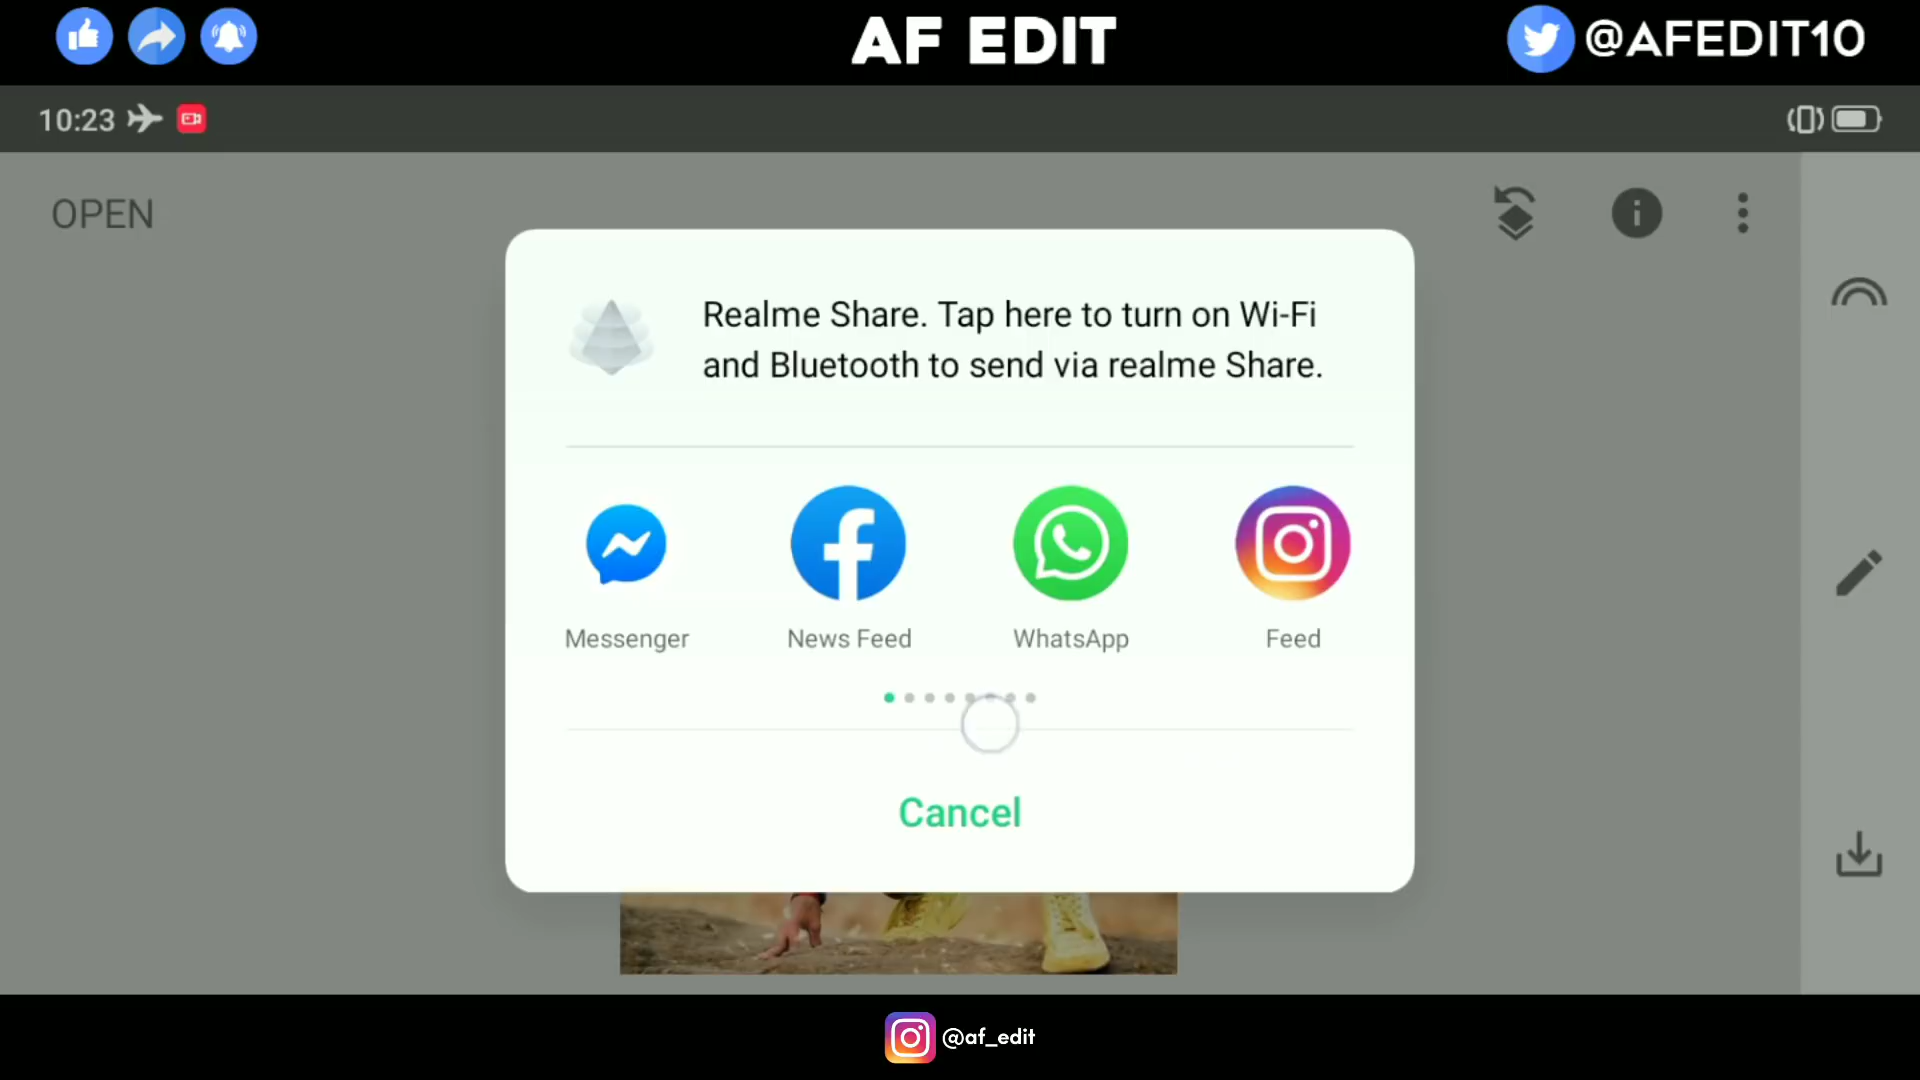 AF EDIT
@AFEDIT10
10:23
OPEN
Realme Share. Tap here to turn on Wi-Fi
and Bluetooth to send via realme Share.
Messenger
News Feed
WhatsApp
Feed
Cancel
@af_edit